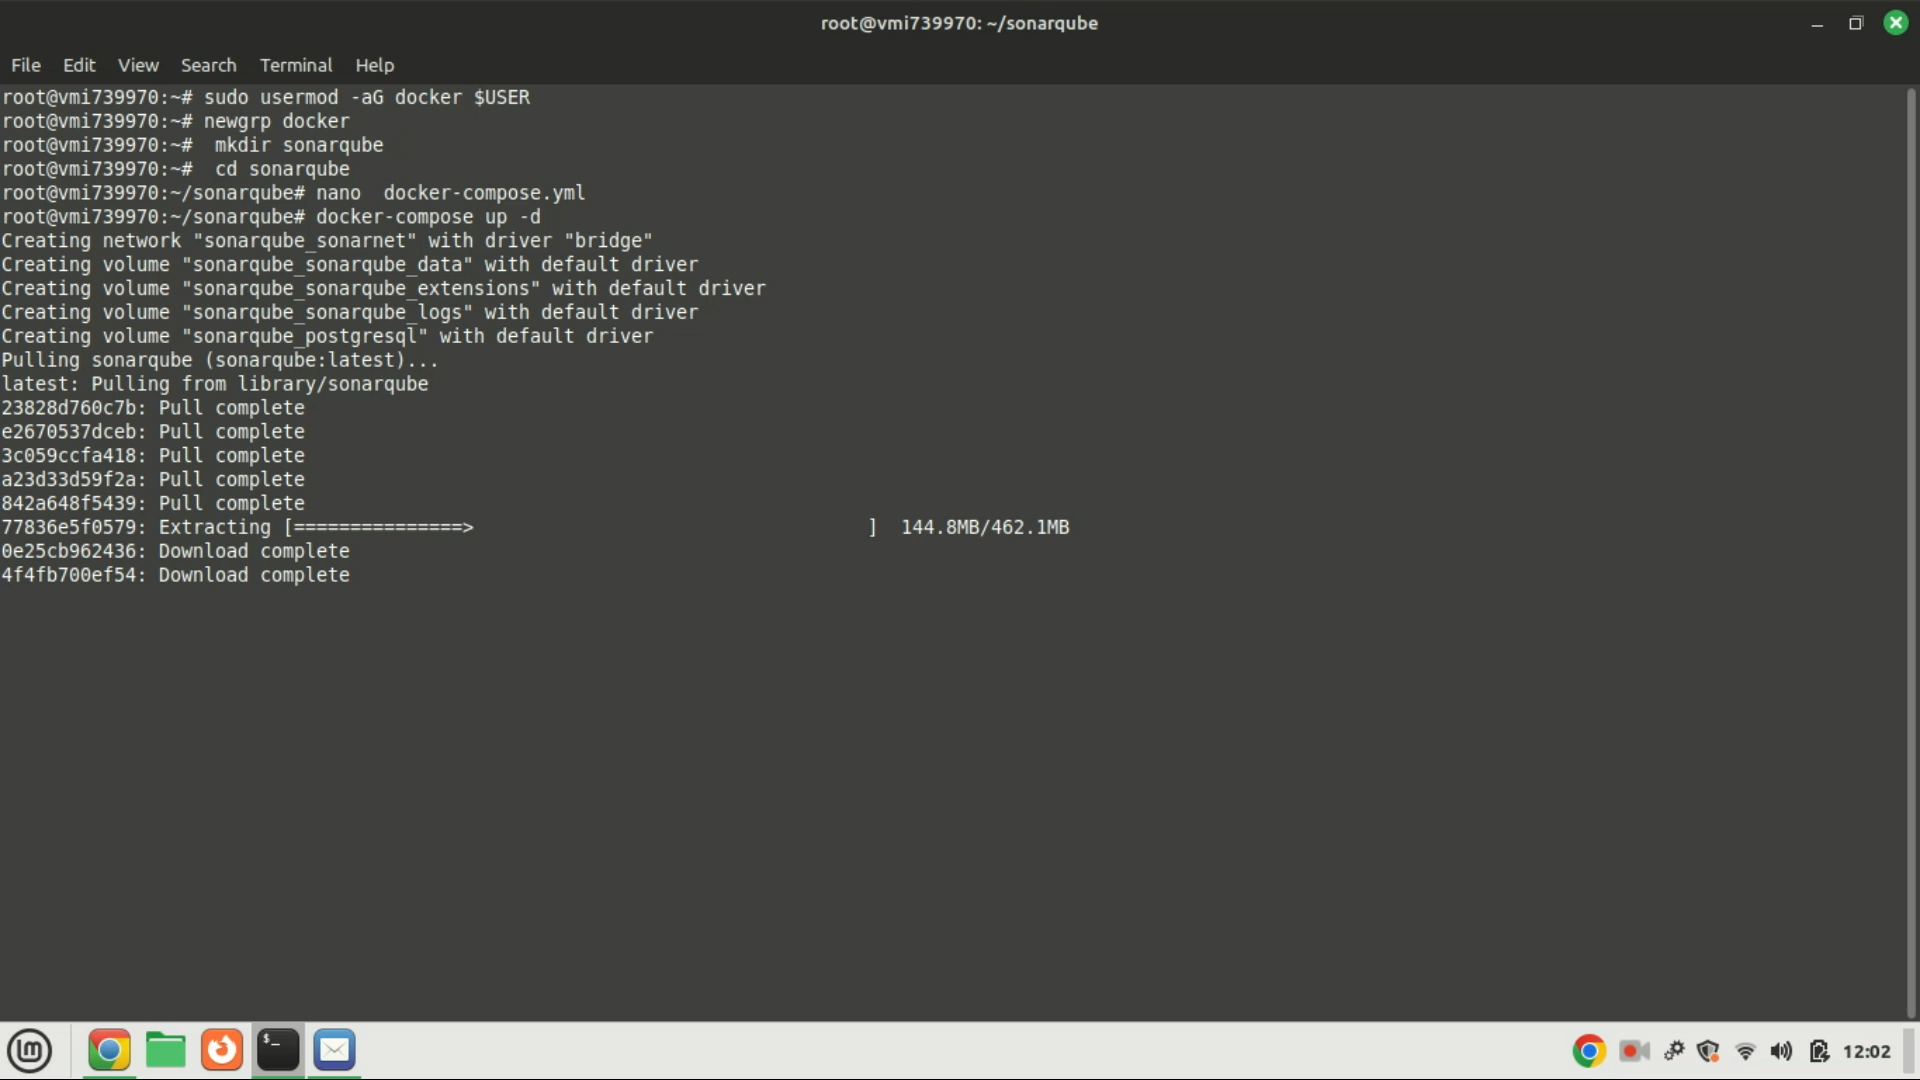 root@vmi739970: ~/sonarqube
File Edit View Search Terminal Help
root@vmi739970:~# sudo usermod -aG docker $USER
root@vmi739970:~# newgrp docker
root@vmi739970:~#  mkdir sonarqube
root@vmi739970:~#  cd sonarqube
root@vmi739970:~/sonarqube# nano  docker-compose.yml
root@vmi739970:~/sonarqube# docker-compose up -d
Creating network "sonarqube_sonarnet" with driver "bridge"
Creating volume "sonarqube_sonarqube_data" with default driver
Creating volume "sonarqube_sonarqube_extensions" with default driver
Creating volume "sonarqube_sonarqube_logs" with default driver
Creating volume "sonarqube_postgresql" with default driver
Pulling sonarqube (sonarqube:latest)...
latest: Pulling from library/sonarqube
23828d760c7b: Pull complete
e2670537dceb: Pull complete
3c059ccfa418: Pull complete
a23d33d59f2a: Pull complete
842a648f5439: Pull complete
77836e5f0579: Extracting [===============>                                   ]  144.8MB/462.1MB
0e25cb962436: Download complete
4f4fb700ef54: Download complete
$_
12:02